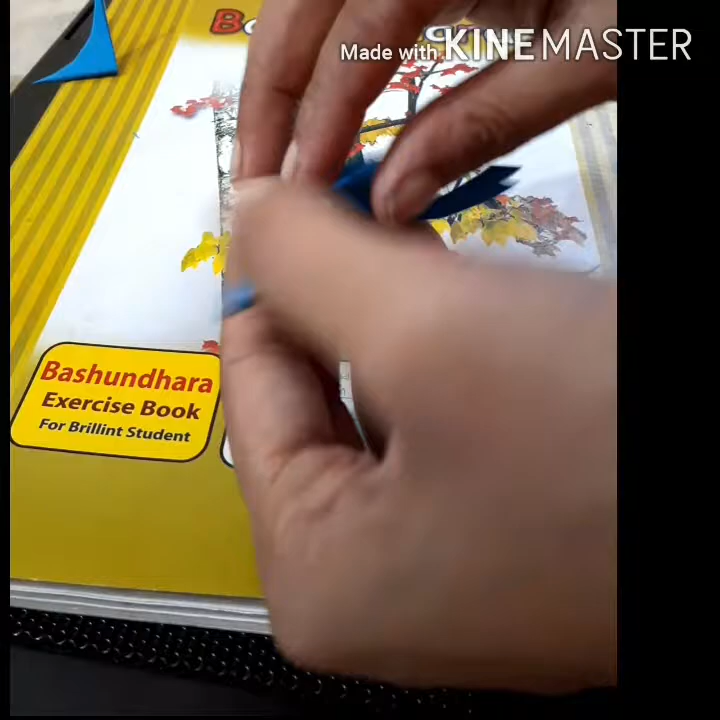 Made with KINEMASTER
Bashundhara
Exercise Book
For Brillint Student